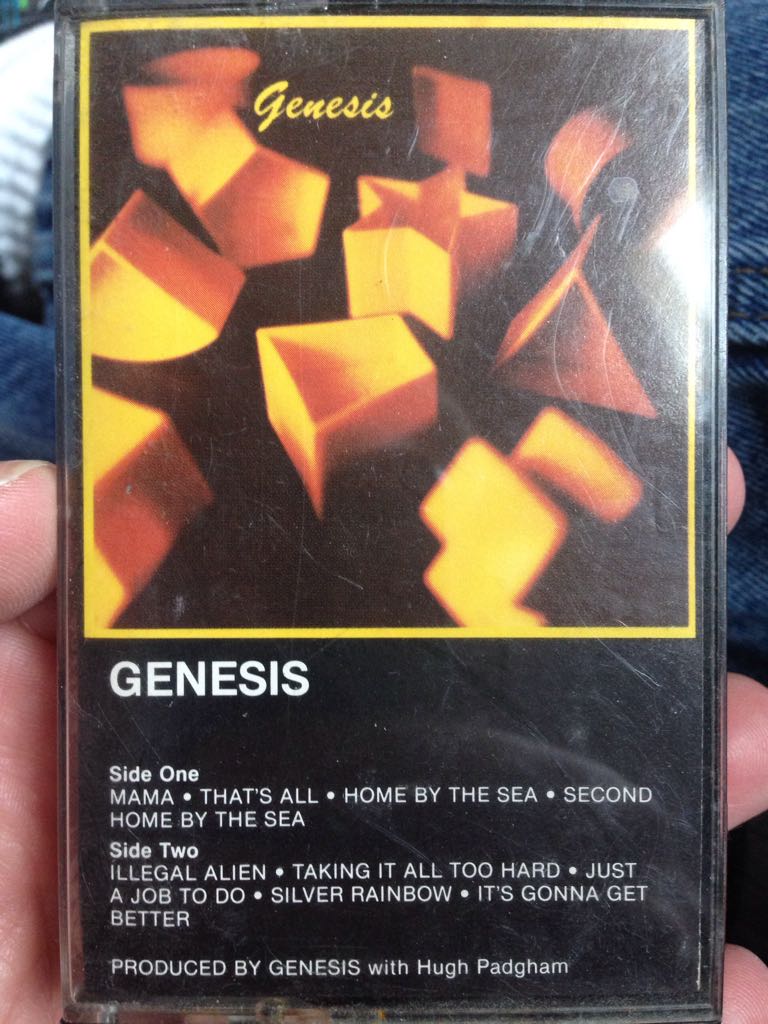 Genesis
GENESIS
Side One
MAMA • THAT'S ALL • HOME BY THE SEA • SECOND
HOME BY THE SEA
Side Two
ILLEGAL ALIEN • TAKING IT ALL TOO HARD • JUST
A JOB TO DO • SILVER RAINBOW • IT'S GONNA GET
BETTER
PRODUCED BY GENESIS with Hugh Padgham